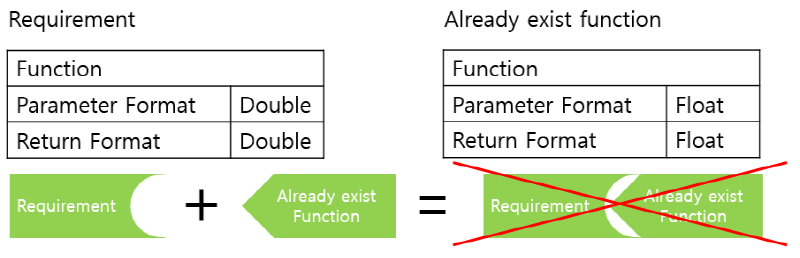 Requirement
Function
Parameter Format Double
Return Format Double
Already exist function
Function
Parameter Format Float
Return Format Float
Requirement
+
Already exist
Function
=
Requirement
Already exist
Function